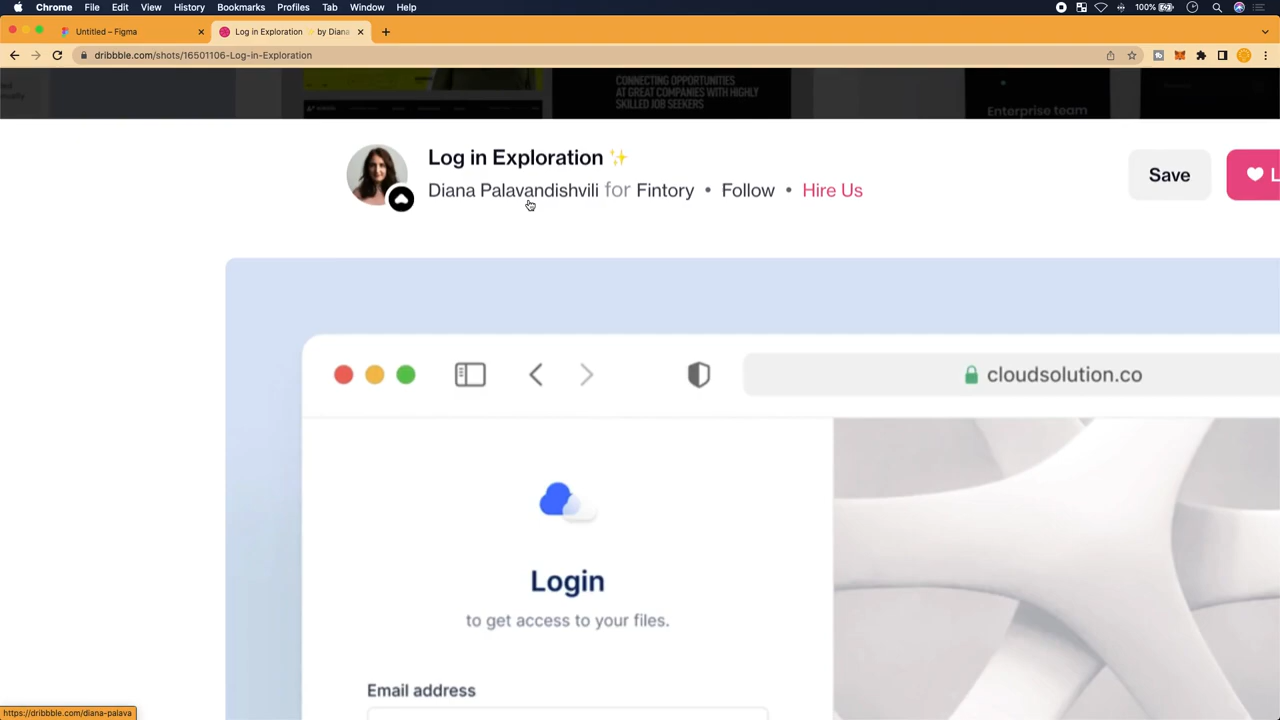 Chrome File Edit View History Bookmarks Profiles Tab Window Help 100%
Untitled – Figma
Log in Exploration ✨ by Diana
dribbble.com/shots/16501106-Log-in-Exploration
CONNECTING OPPORTUNITIES
AT GREAT COMPANIES WITH HIGHLY
SKILLED JOB SEEKERS
Enterprise team
Log in Exploration ✨
Diana Palavandishvili for Fintory • Follow • Hire Us
Save
L
cloudsolution.co
Login
to get access to your files.
Email address
https://dribbble.com/diana-palava